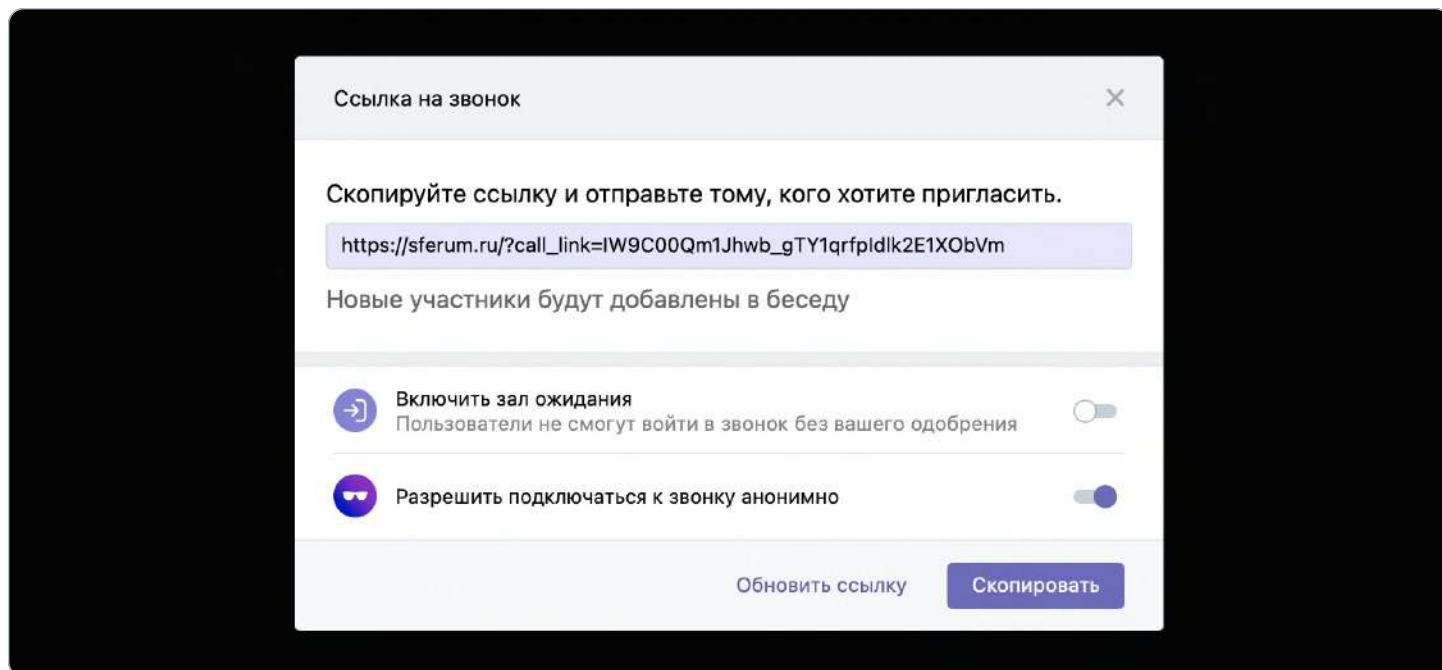 Ссылка на звонок
Скопируйте ссылку и отправьте тому, кого хотите пригласить.
https://sferum.ru/?call_link=IW9C00Qm1Jhwb_gTY1qrfpIdlk2E1XObVm
Новые участники будут добавлены в беседу
Включить зал ожидания
Пользователи не смогут войти в звонок без вашего одобрения
Разрешить подключаться к звонку анонимно
Обновить ссылку
Скопировать